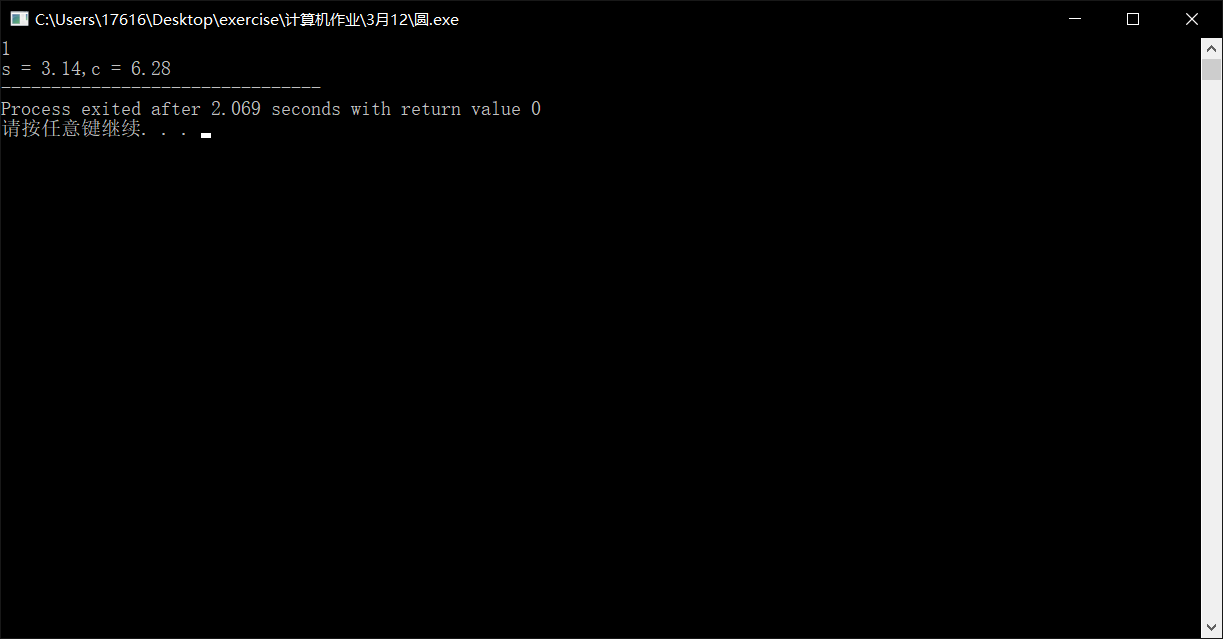 C:\Users\17616\Desktop\exercise\计算机作业\3月12\圆.exe
1
s = 3.14,c = 6.28
--------------------------------
Process exited after 2.069 seconds with return value 0
请按任意键继续. . .